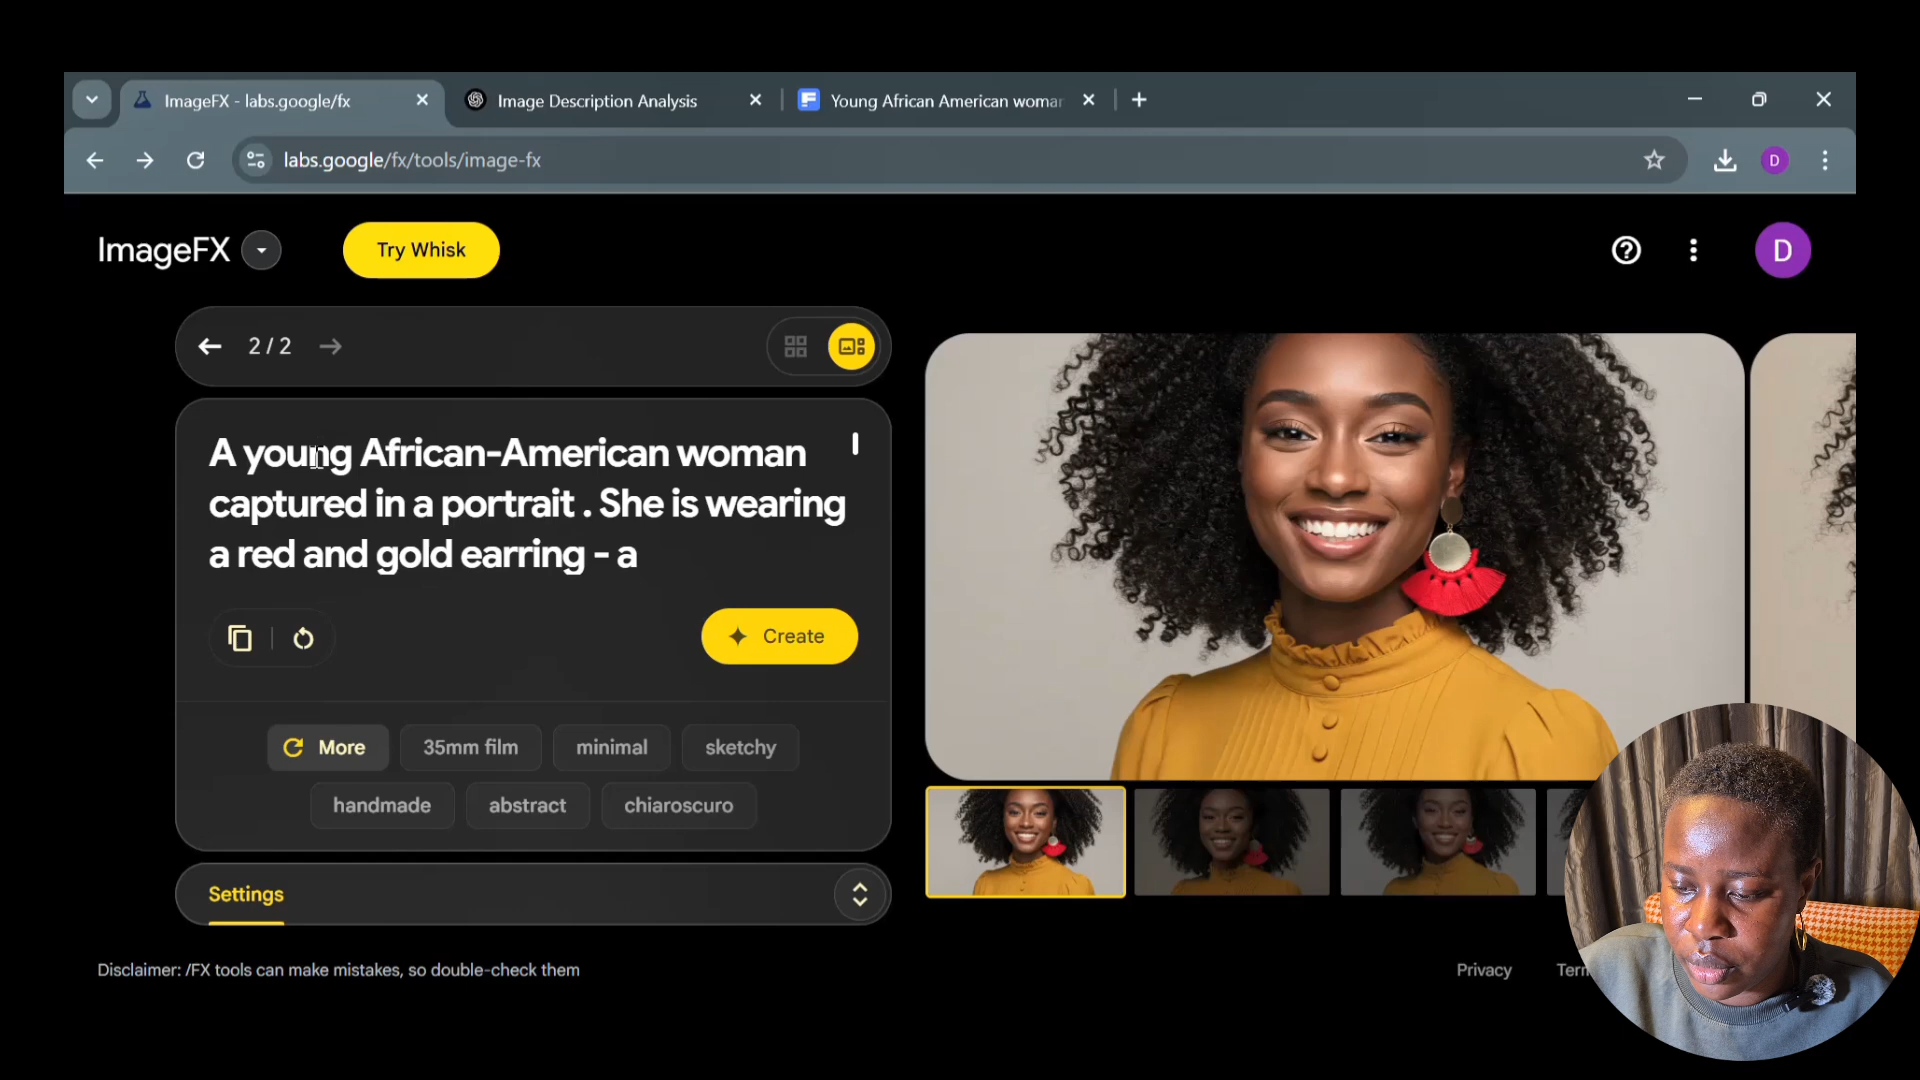 ImageFX - labs.google/fx
Image Description Analysis
Young African American woman
labs.google/fx/tools/image-fx
D
ImageFX
Try Whisk
D
2 / 2
A young African-American woman
captured in a portrait . She is wearing
a red and gold earring - a
Create
More
35mm film
minimal
sketchy
handmade
abstract
chiaroscuro
Settings
Disclaimer: /FX tools can make mistakes, so double-check them
Privacy